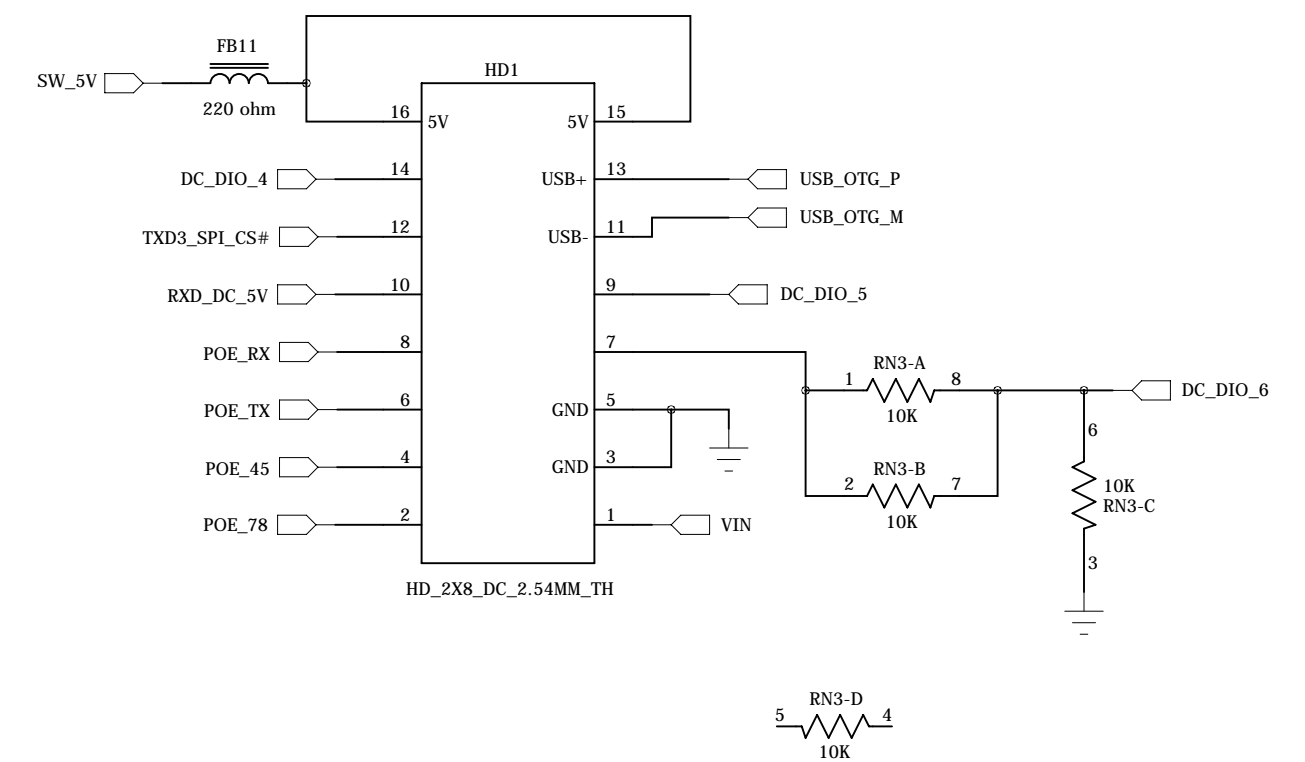 FB11
SW_5V
220 ohm
HD1
16 5V 5V 15
DC_DIO_4 14 USB+ 13 USB_OTG_P
USB_OTG_M
TXD3_SPI_CS# 12 USB- 11
RXD_DC_5V 10 9 DC_DIO_5
POE_RX 8 7
RN3-A
1 8 DC_DIO_6
10K
POE_TX 6 GND 5
6
POE_45 4 GND 3
RN3-B
2 7
10K
10K
RN3-C
POE_78 2 1 VIN
3
HD_2X8_DC_2.54MM_TH
RN3-D
5 4
10K